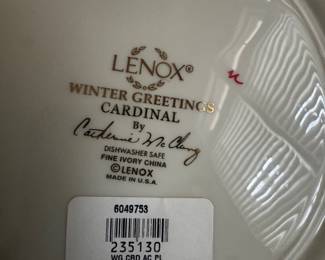 LENOX®
WINTER GREETINGS
CARDINAL
By
Catherine McClung
DISHWASHER SAFE
FINE IVORY CHINA
©LENOX
MADE IN U.S.A.
6049753
235130
WG CRD AC PL